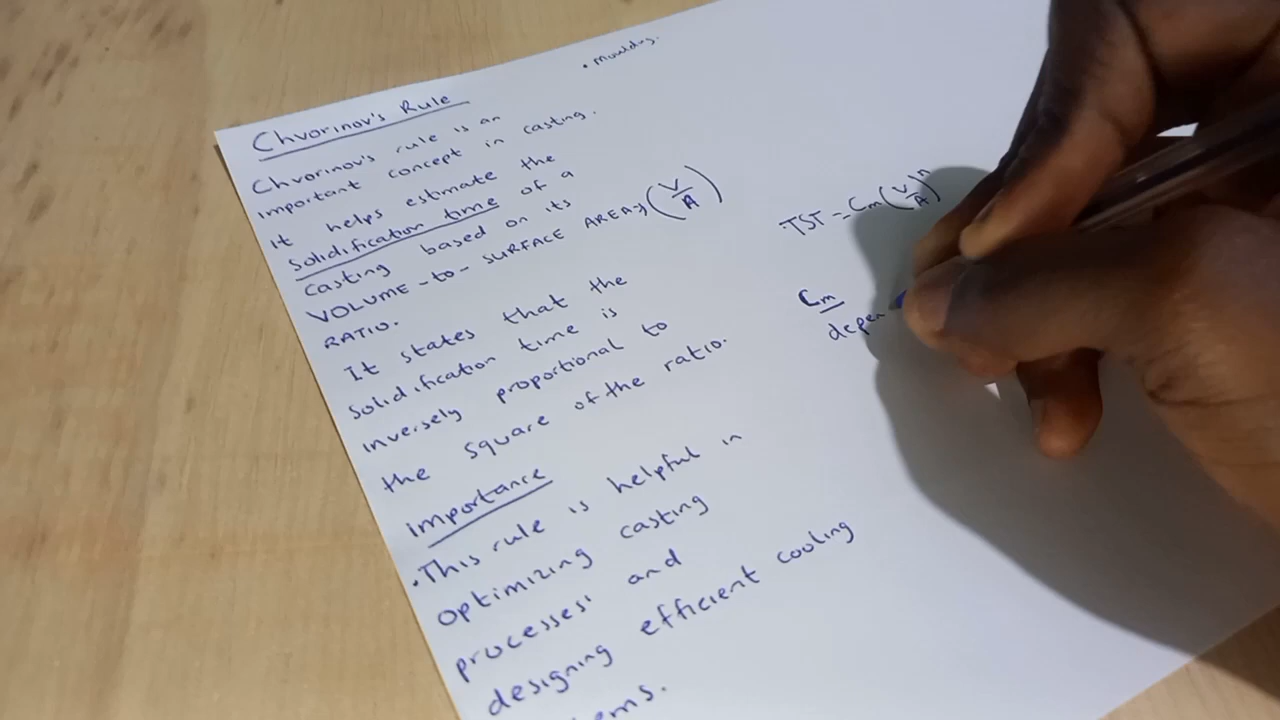 • Moulding.
Chvorinov's Rule
Chvorinov's rule is an
important concept in casting.
It helps estimate the
Solidification time of a
casting based on its
VOLUME-to-SURFACE AREA (V/A)
RATIO.
It states that the
Solidification time is
inversely proportional to
the square of the ratio.
importance
•This rule is helpful in
optimizing casting
processes' and
designing efficient cooling
ems.
TST = Cm(V/A)^n
Cm
depen